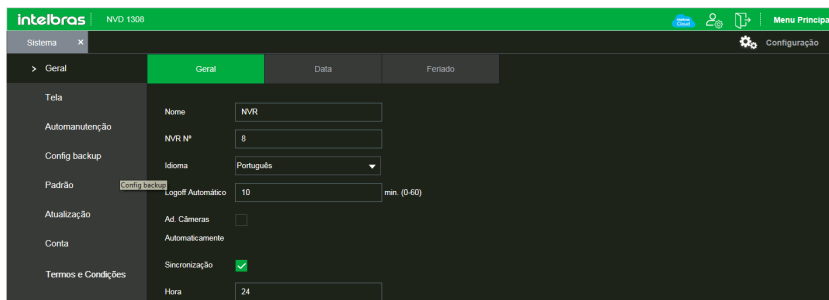 intelbras NVD 1308 Menu Principa
Sistema × Configuração
> Geral Geral Data Feriado
Tela
Nome NVR
Automanutenção
NVR Nº 8
Config backup
Idioma Português
Padrão Config backup
Logoff Automático 10 min. (0-60)
Atualização
Ad. Câmeras
Automaticamente
Conta
Sincronização
Termos e Condições
Hora 24